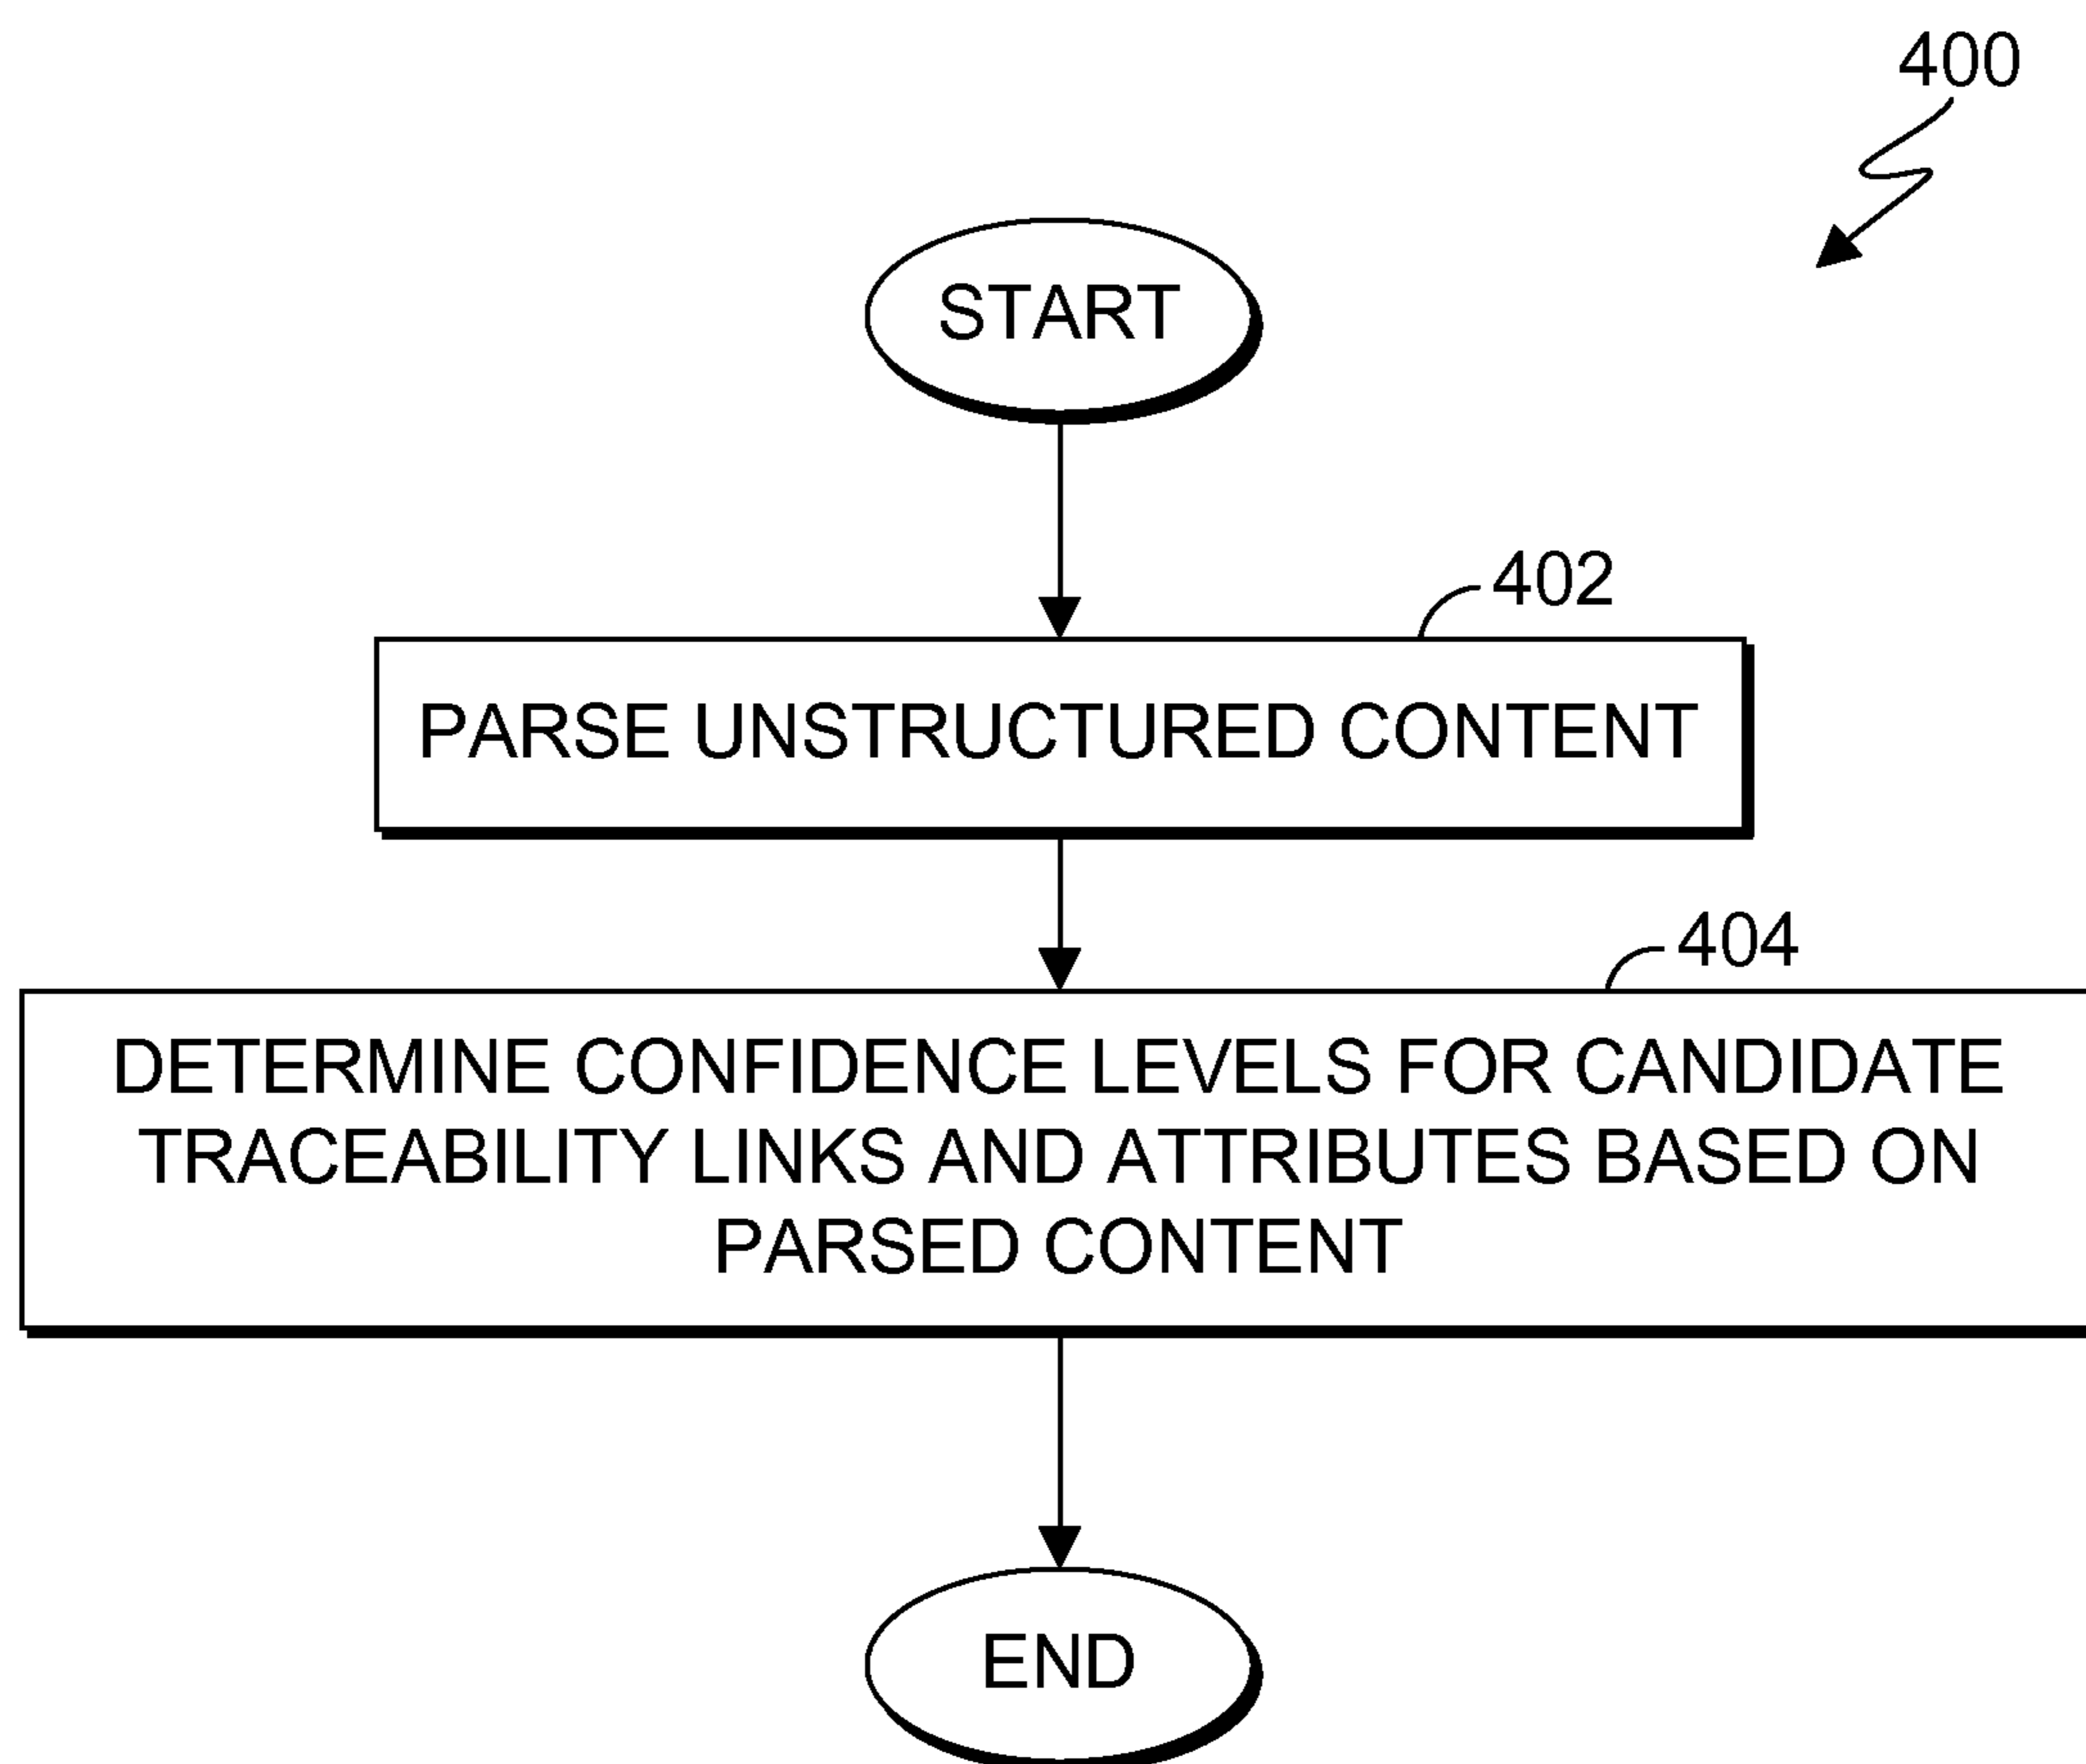 400
START
402
PARSE UNSTRUCTURED CONTENT
404
DETERMINE CONFIDENCE LEVELS FOR CANDIDATE
TRACEABILITY LINKS AND ATTRIBUTES BASED ON
PARSED CONTENT
END